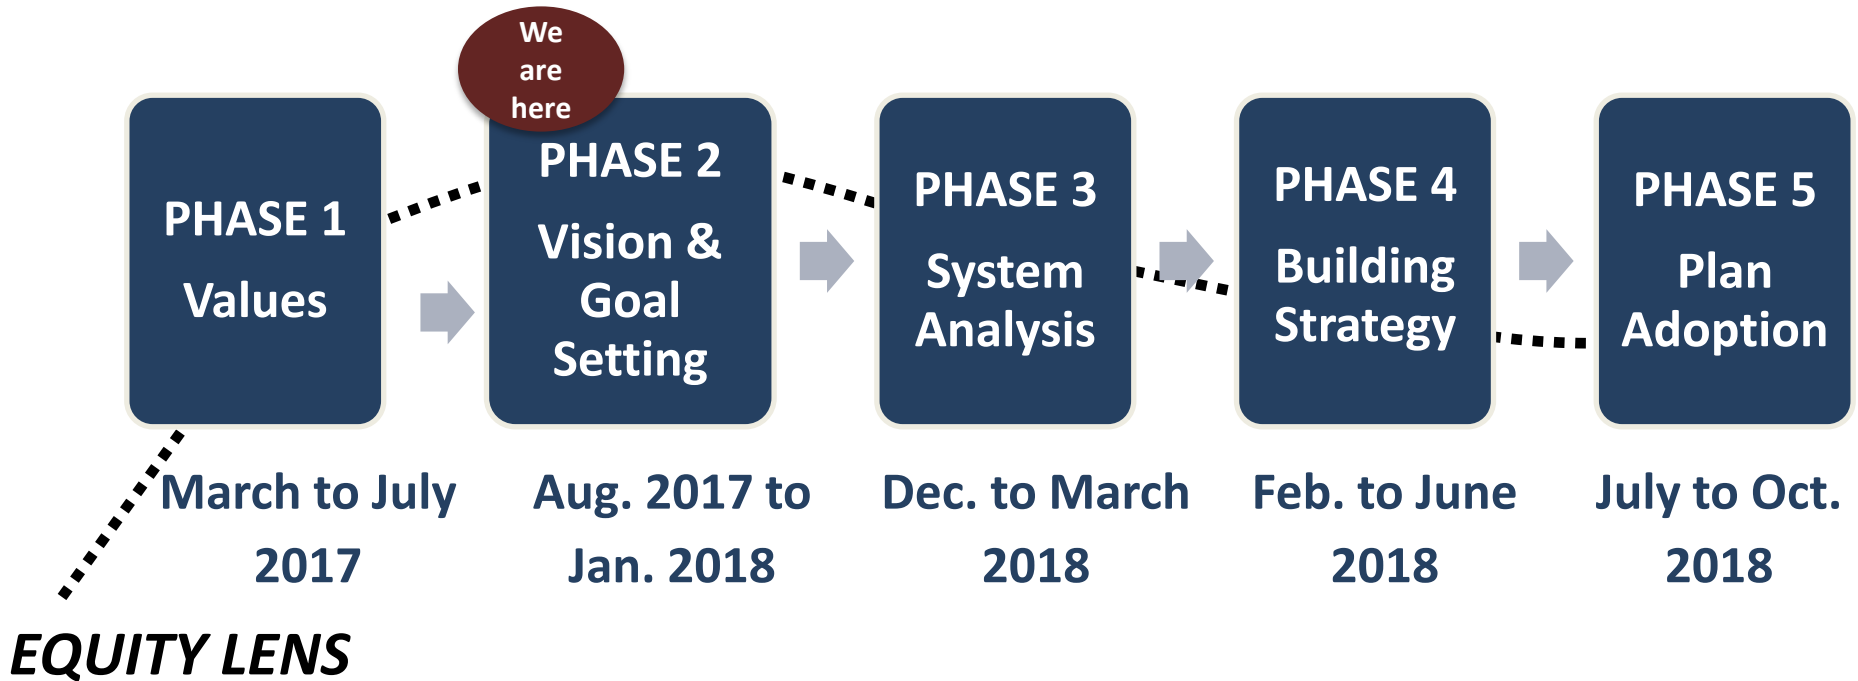 We
are
here
PHASE 1
Values
PHASE 2
Vision &
Goal
Setting
PHASE 3
System
Analysis
PHASE 4
Building
Strategy
PHASE 5
Plan
Adoption
March to July
2017
Aug. 2017 to
Jan. 2018
Dec. to March
2018
Feb. to June
2018
July to Oct.
2018
EQUITY LENS